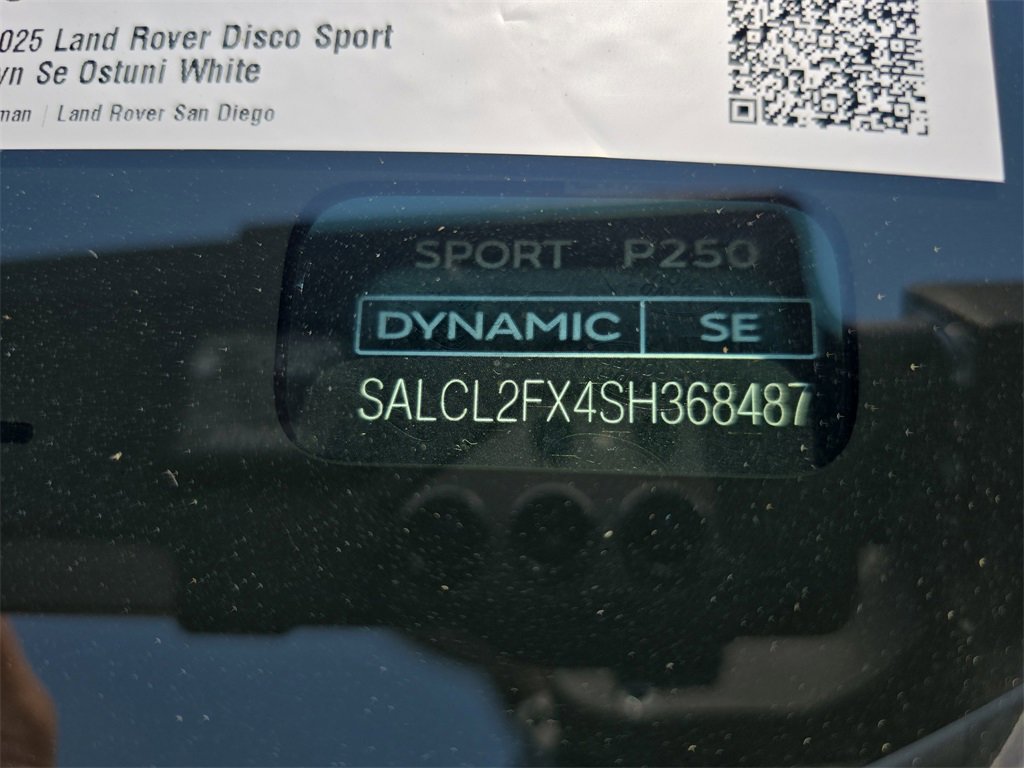 025 Land Rover Disco Sport
yn Se Ostuni White
man | Land Rover San Diego
SPORT P250
DYNAMIC SE
SALCL2FX4SH368487